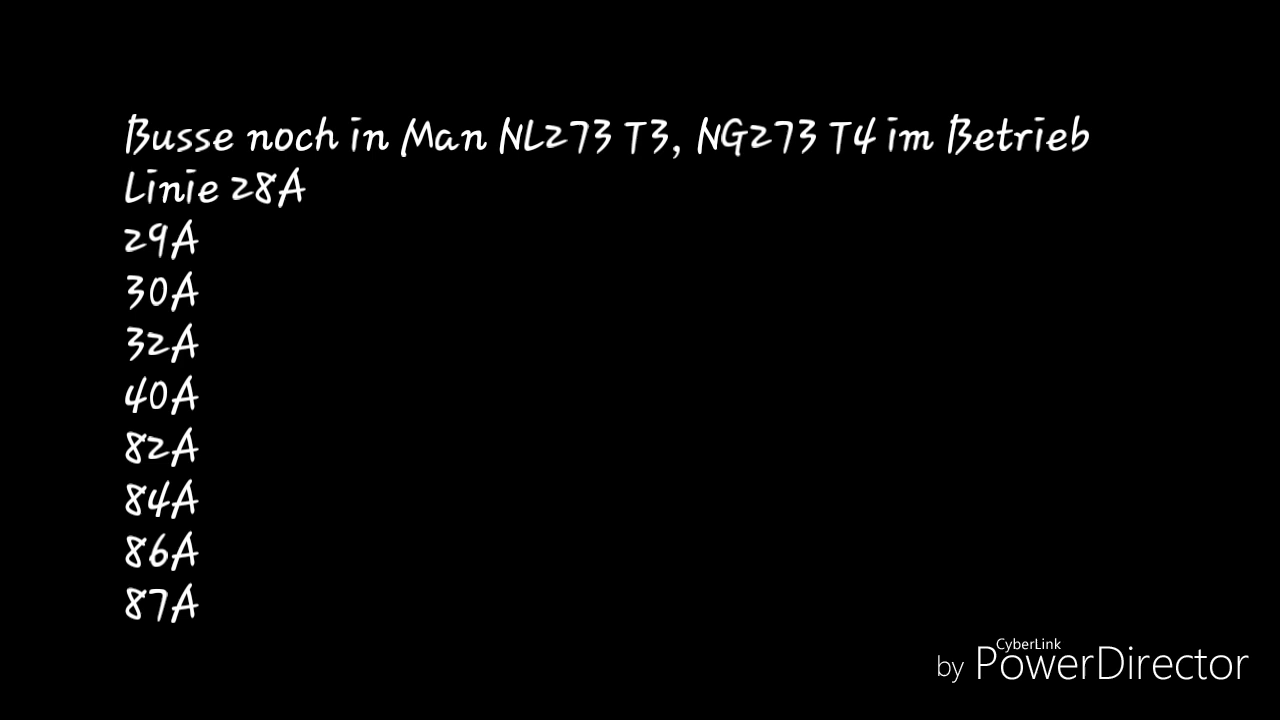 Busse noch in Man NL273 T3, NG273 T4 im Betrieb
Linie 28A
29A
30A
32A
40A
82A
84A
86A
87A
CyberLink
by PowerDirector